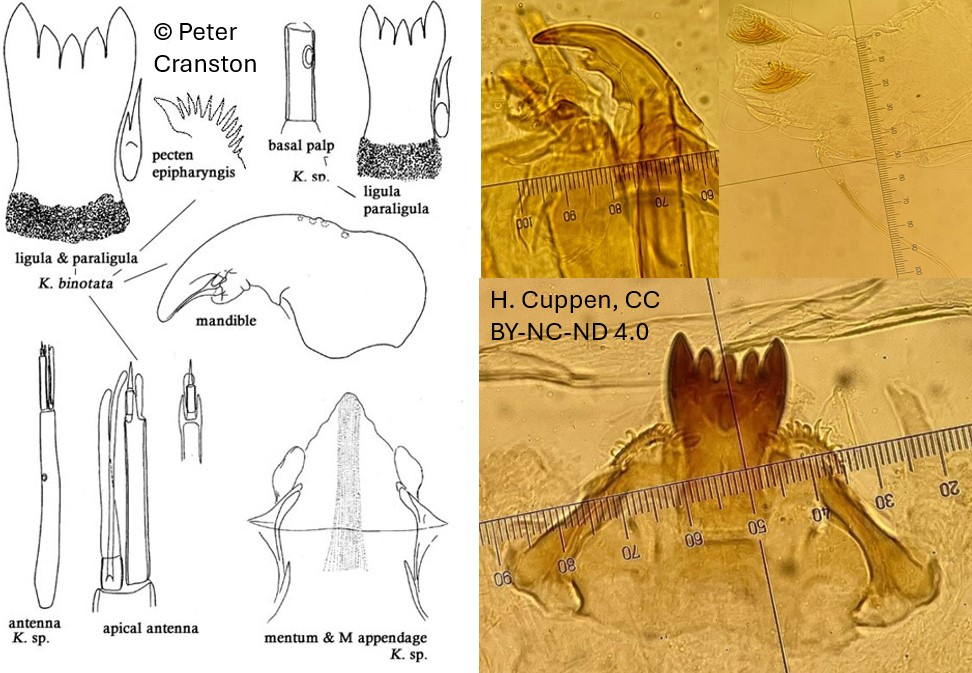 © Peter
Cranston
basal palp
K. sp.
pecten
epipharyngis
ligula
paraligula
ligula & paraligula
K. binotata
mandible
antenna
K. sp.
apical antenna
mentum & M appendage
K. sp.
100 90 80 70 60
H. Cuppen, CC
BY-NC-ND 4.0
90 80 70 60 50 40 30 20